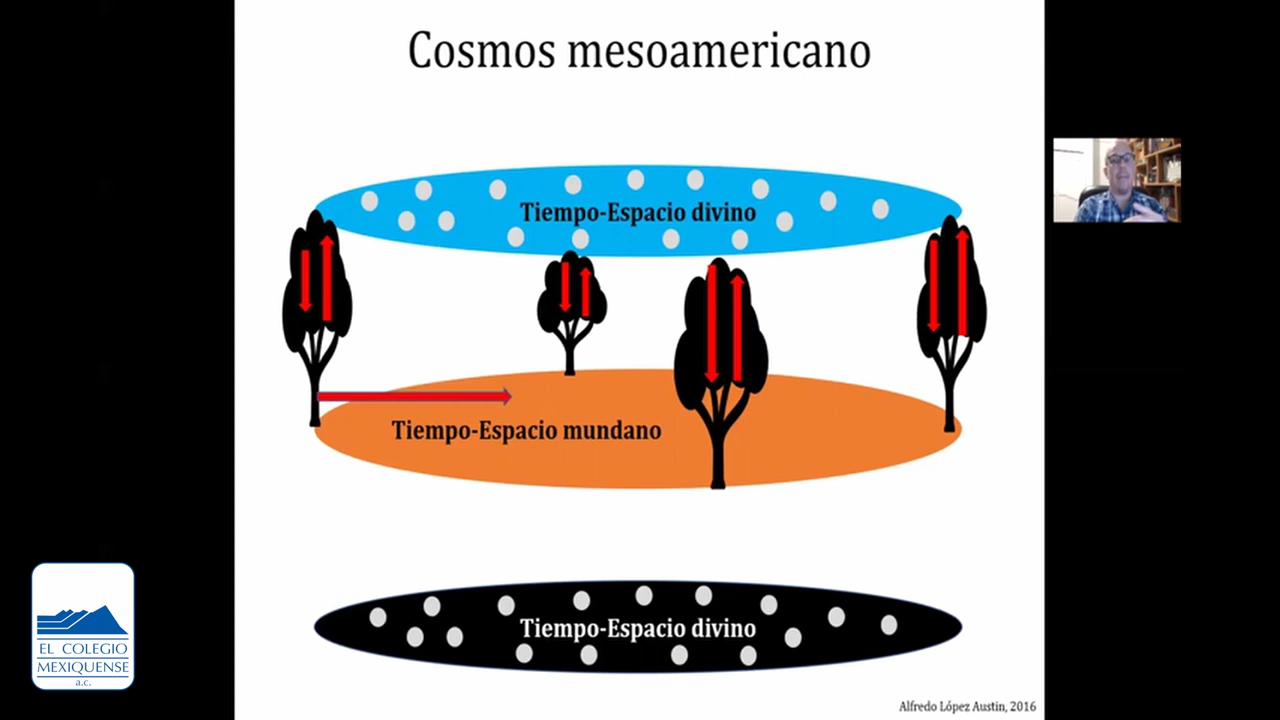 Cosmos mesoamericano
Tiempo-Espacio divino
Tiempo-Espacio mundano
Tiempo-Espacio divino
EL COLEGIO
MEXIQUENSE
a.c.
Alfredo López Austin, 2016